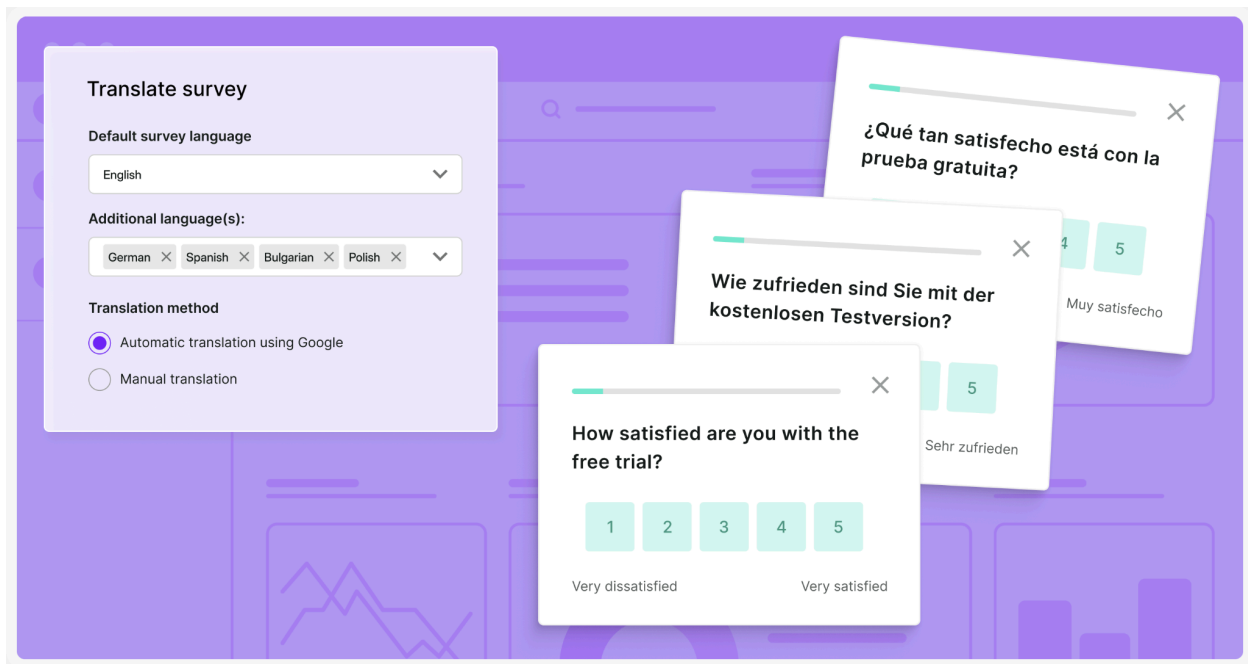 Translate survey
Default survey language
English
Additional language(s):
German
Spanish
Bulgarian
Polish
Translation method
Automatic translation using Google
Manual translation
¿Qué tan satisfecho está con la
prueba gratuita?
4
5
Muy satisfecho
Wie zufrieden sind Sie mit der
kostenlosen Testversion?
5
Sehr zufrieden
How satisfied are you with the
free trial?
1 2 3 4 5
Very dissatisfied
Very satisfied